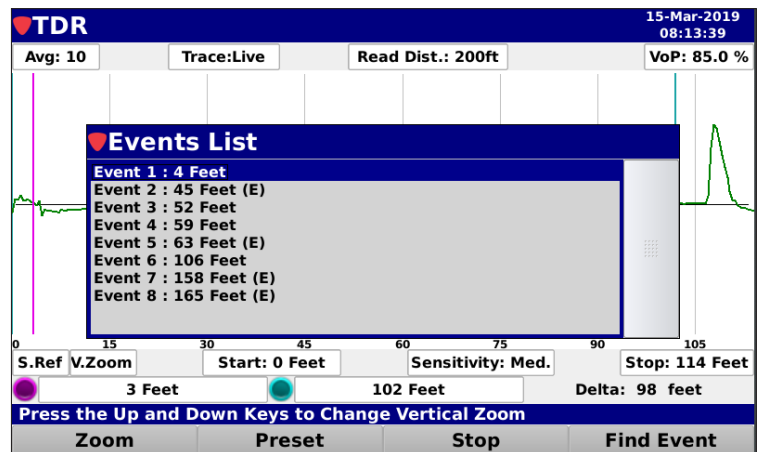 TDR
15-Mar-2019
08:13:39
Avg: 10 Trace:Live Read Dist.: 200ft VoP: 85.0 %
Events List
Event 1 : 4 Feet
Event 2 : 45 Feet (E)
Event 3 : 52 Feet
Event 4 : 59 Feet
Event 5 : 63 Feet (E)
Event 6 : 106 Feet
Event 7 : 158 Feet (E)
Event 8 : 165 Feet (E)
0 15 30 45 60 75 90 105
S.Ref V.Zoom Start: 0 Feet Sensitivity: Med. Stop: 114 Feet
3 Feet 102 Feet Delta: 98 feet
Press the Up and Down Keys to Change Vertical Zoom
Zoom Preset Stop Find Event